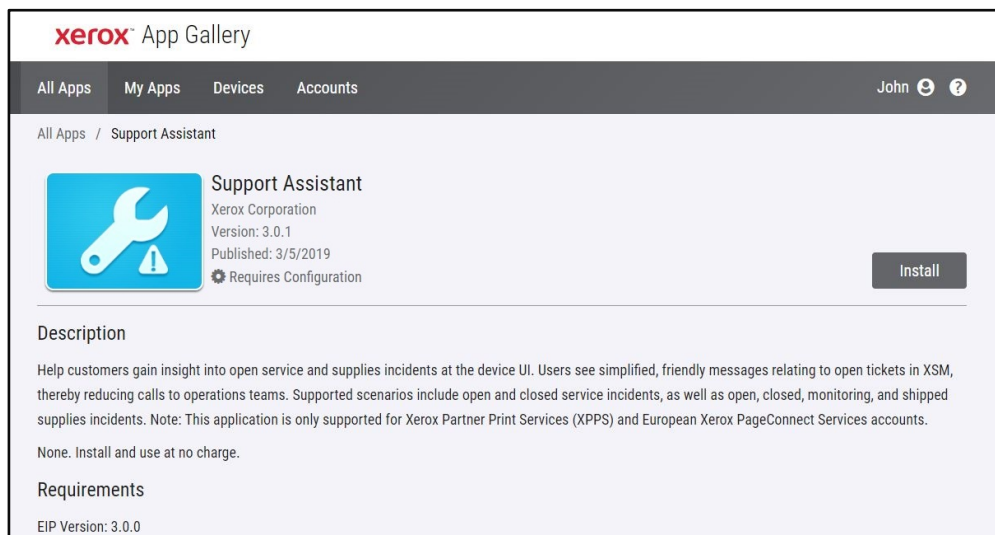 xerox™ App Gallery
All Apps My Apps Devices Accounts John
All Apps / Support Assistant
Support Assistant
Xerox Corporation
Version: 3.0.1
Published: 3/5/2019
Requires Configuration
Install
Description
Help customers gain insight into open service and supplies incidents at the device UI. Users see simplified, friendly messages relating to open tickets in XSM,
thereby reducing calls to operations teams. Supported scenarios include open and closed service incidents, as well as open, closed, monitoring, and shipped
supplies incidents. Note: This application is only supported for Xerox Partner Print Services (XPPS) and European Xerox PageConnect Services accounts.
None. Install and use at no charge.
Requirements
EIP Version: 3.0.0